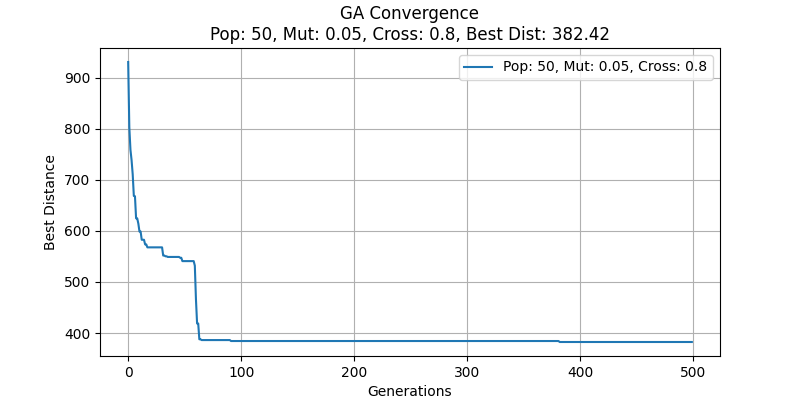 GA Convergence
Pop: 50, Mut: 0.05, Cross: 0.8, Best Dist: 382.42
Pop: 50, Mut: 0.05, Cross: 0.8
Best Distance
900
800
700
600
500
400
0 100 200 300 400 500
Generations